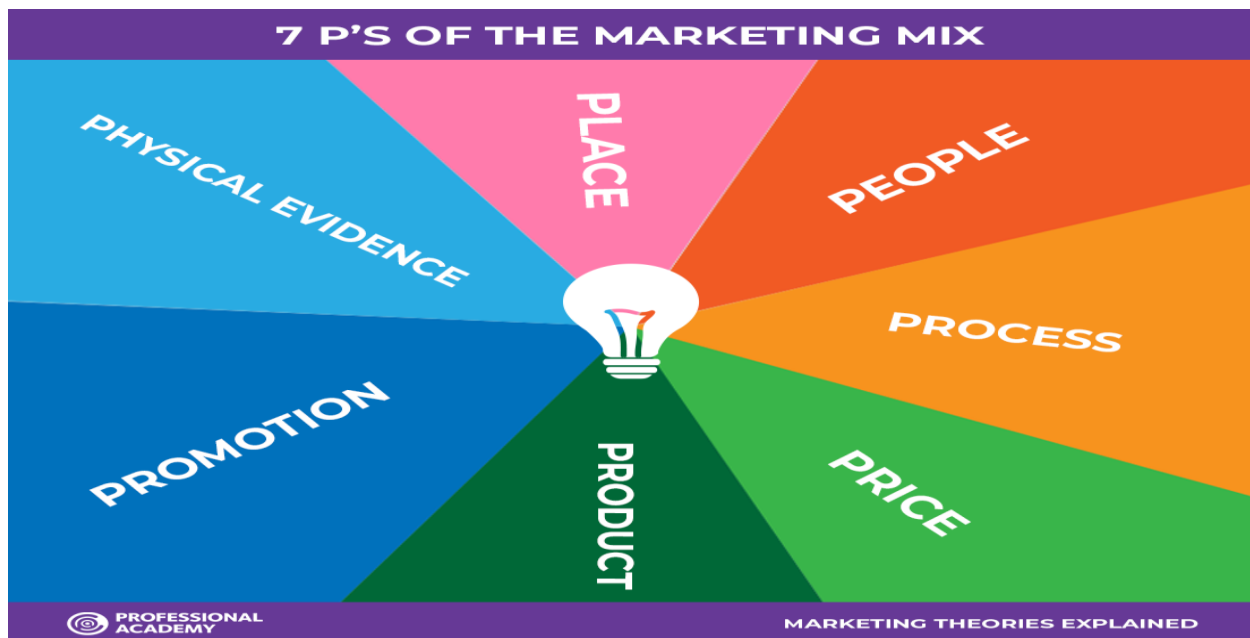 7 P'S OF THE MARKETING MIX
PHYSICAL EVIDENCE
PLACE
PEOPLE
PROCESS
PRICE
PRODUCT
PROMOTION
PROFESSIONAL
ACADEMY
MARKETING THEORIES EXPLAINED